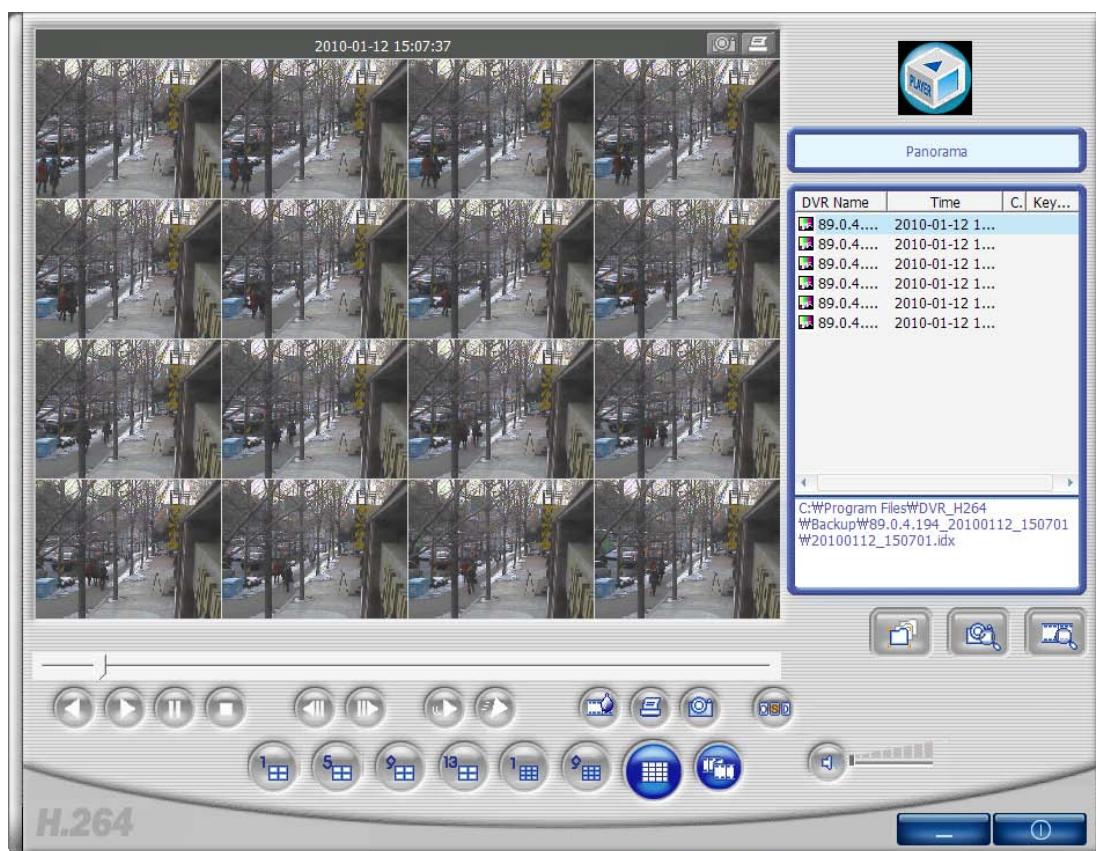 2010-01-12 15:07:37
PLAYER
Panorama
DVR Name Time C. Key...
89.0.4.... 2010-01-12 1...
89.0.4.... 2010-01-12 1...
89.0.4.... 2010-01-12 1...
89.0.4.... 2010-01-12 1...
89.0.4.... 2010-01-12 1...
89.0.4.... 2010-01-12 1...
C:₩Program Files₩DVR_H264
₩Backup₩89.0.4.194_20100112_150701
₩20100112_150701.idx
OSD
1 5 9 13 1 9
H.264